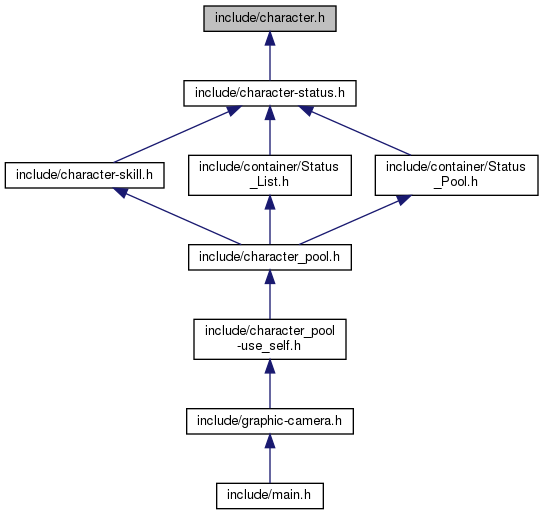 include/character.h
include/character-status.h
include/character-skill.h
include/container/Status
_List.h
include/container/Status
_Pool.h
include/character_pool.h
include/character_pool
-use_self.h
include/graphic-camera.h
include/main.h